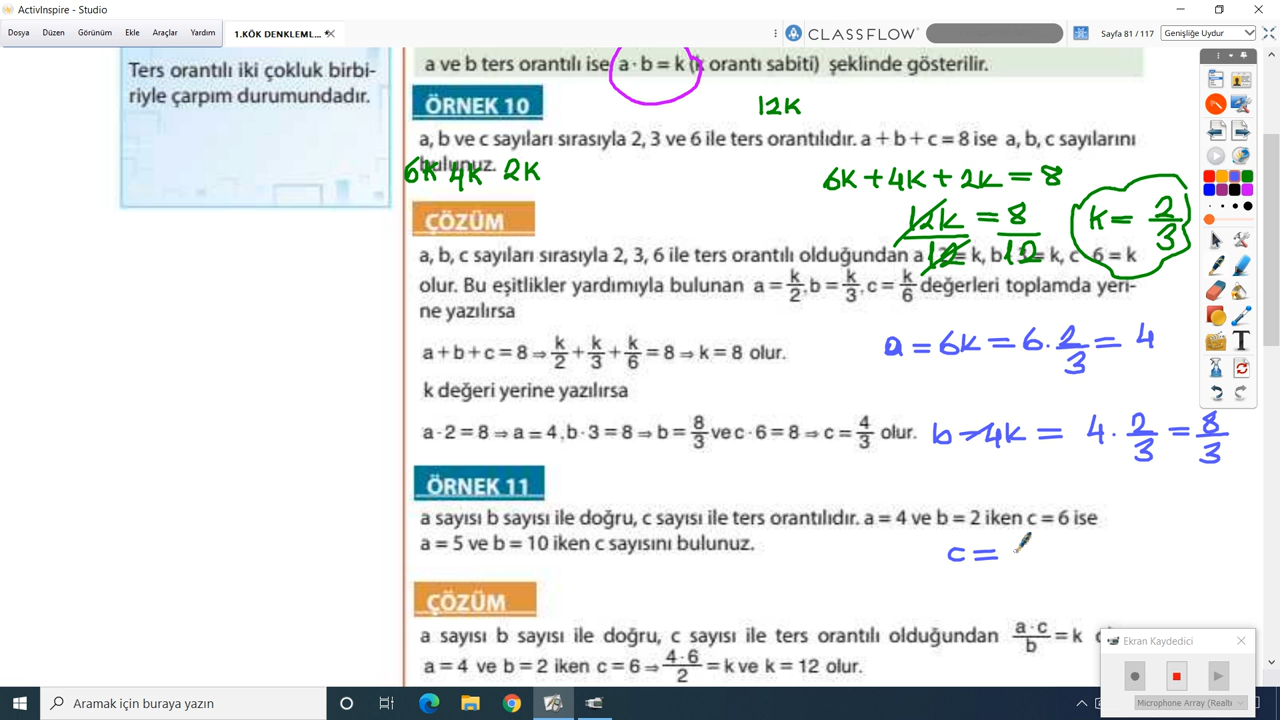 ActivInspire - Studio
Dosya Düzen Görünüm Ekle Araçlar Yardım
1.KÖK DENKLEML...
CLASSFLOW
Sayfa 81 / 117
Genişliğe Uydur
Ters orantılı iki çokluk birbi-
riyle çarpım durumundadır.
a ve b ters orantılı ise a · b = k (k orantı sabiti) şeklinde gösterilir.
ÖRNEK 10
12K
a, b ve c sayıları sırasıyla 2, 3 ve 6 ile ters orantılıdır. a + b + c = 8 ise a, b, c sayılarını
bulunuz.
6K 4K 2K
6K + 4K + 2K = 8
12K = 8
12 12
K = 2/3
ÇÖZÜM
a, b, c sayıları sırasıyla 2, 3, 6 ile ters orantılı olduğundan a · 2 = k, b · 3 = k, c · 6 = k
olur. Bu eşitlikler yardımıyla bulunan a = k/2, b = k/3, c = k/6 değerleri toplamda yeri-
ne yazılırsa
a + b + c = 8 ⇒ k/2 + k/3 + k/6 = 8 ⇒ k = 8 olur.
a = 6K = 6 · 2/3 = 4
k değeri yerine yazılırsa
a · 2 = 8 ⇒ a = 4, b · 3 = 8 ⇒ b = 8/3 ve c · 6 = 8 ⇒ c = 4/3 olur.
b = 4K = 4 · 2/3 = 8/3
ÖRNEK 11
a sayısı b sayısı ile doğru, c sayısı ile ters orantılıdır. a = 4 ve b = 2 iken c = 6 ise
a = 5 ve b = 10 iken c sayısını bulunuz.
c =
ÇÖZÜM
a sayısı b sayısı ile doğru, c sayısı ile ters orantılı olduğundan a · c/b = k
a = 4 ve b = 2 iken c = 6 ⇒ 4 · 6/2 = k ve k = 12 olur.
Ekran Kaydedici
Microphone Array (Realt
Aramak için buraya yazın